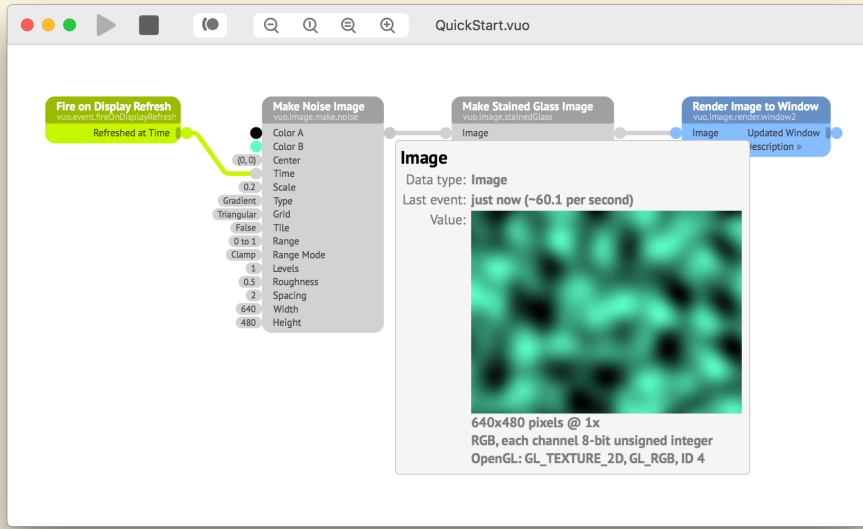 QuickStart.vuo
Fire on Display Refresh
vuo.event.fireOnDisplayRefresh
Refreshed at Time
Make Noise Image
vuo.image.make.noise
Color A
Color B
(0, 0) Center
Time
0.2 Scale
Gradient Type
Triangular Grid
False Tile
0 to 1 Range
Clamp Range Mode
1 Levels
0.5 Roughness
2 Spacing
640 Width
480 Height
Make Stained Glass Image
vuo.image.stainedGlass
Image
Render Image to Window
vuo.image.render.window2
Image Updated Window
Description
Image
Data type: Image
Last event: just now (~60.1 per second)
Value:
640x480 pixels @ 1x
RGB, each channel 8-bit unsigned integer
OpenGL: GL_TEXTURE_2D, GL_RGB, ID 4